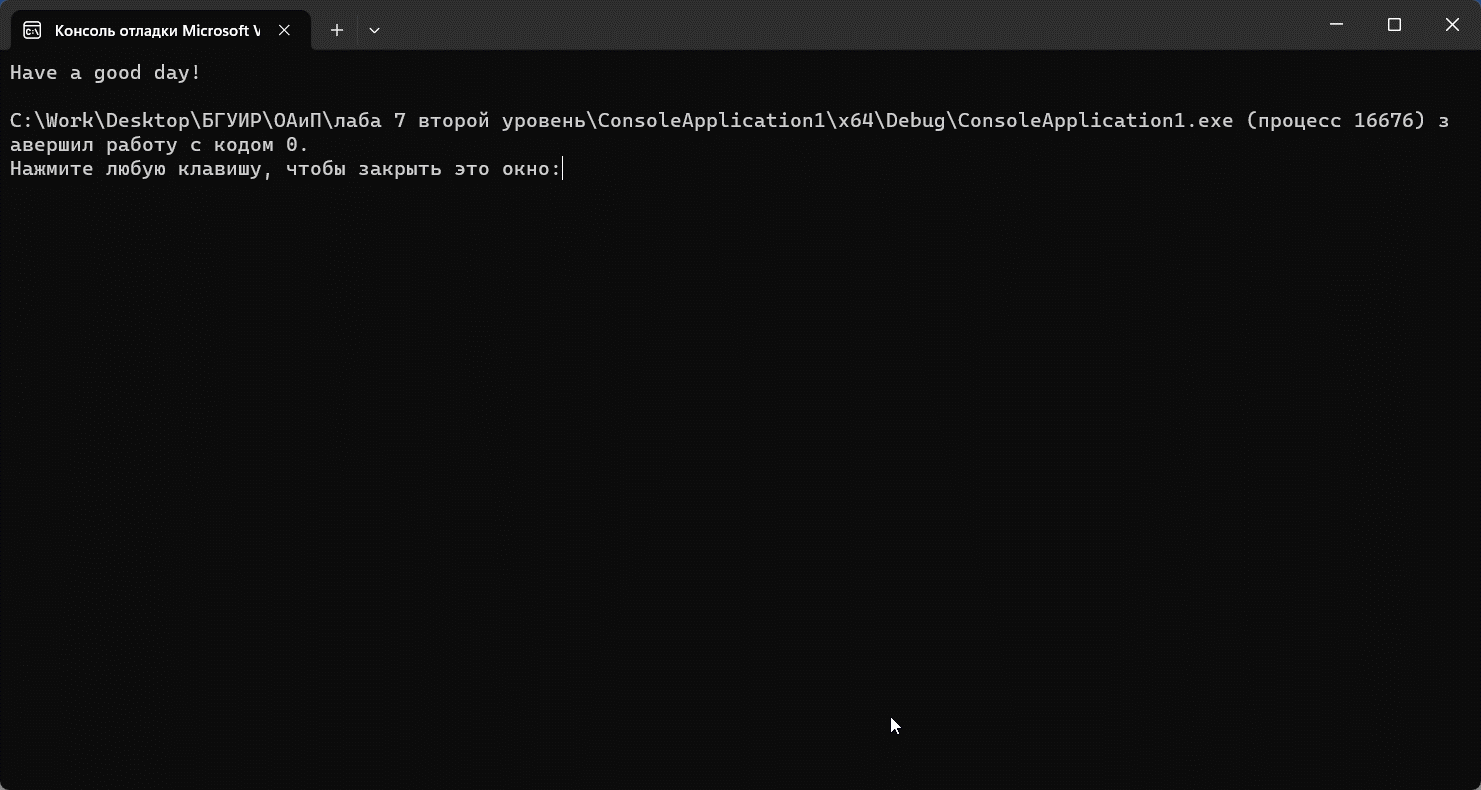 Консоль отладки Microsoft V
Have a good day!
C:\Work\Desktop\БГУИР\ОАиП\лаба 7 второй уровень\ConsoleApplication1\x64\Debug\ConsoleApplication1.exe (процесс 16676) з
авершил работу с кодом 0.
Нажмите любую клавишу, чтобы закрыть это окно: